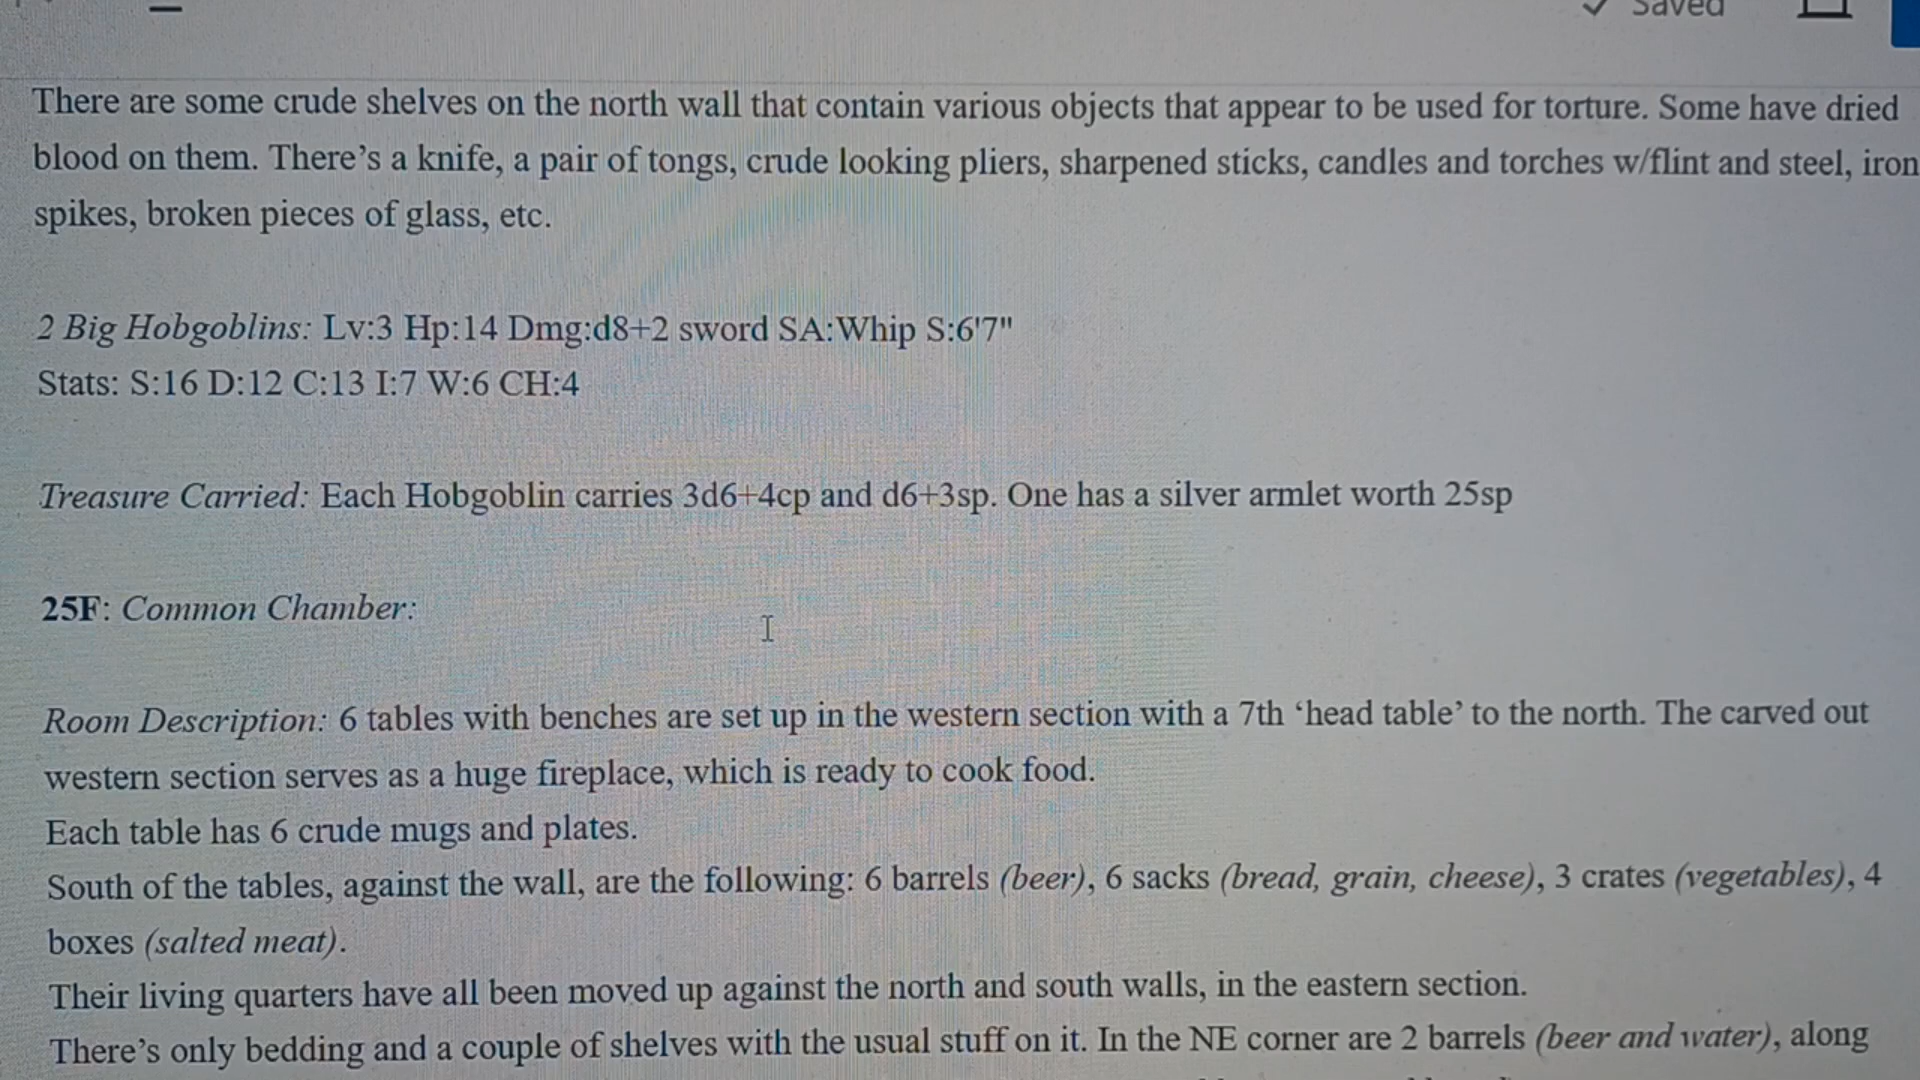 Saved
There are some crude shelves on the north wall that contain various objects that appear to be used for torture. Some have dried
blood on them. There’s a knife, a pair of tongs, crude looking pliers, sharpened sticks, candles and torches w/flint and steel, iron
spikes, broken pieces of glass, etc.
2 Big Hobgoblins: Lv:3 Hp:14 Dmg:d8+2 sword SA:Whip S:6'7"
Stats: S:16 D:12 C:13 I:7 W:6 CH:4
Treasure Carried: Each Hobgoblin carries 3d6+4cp and d6+3sp. One has a silver armlet worth 25sp
25F: Common Chamber:
Room Description: 6 tables with benches are set up in the western section with a 7th ‘head table’ to the north. The carved out
western section serves as a huge fireplace, which is ready to cook food.
Each table has 6 crude mugs and plates.
South of the tables, against the wall, are the following: 6 barrels (beer), 6 sacks (bread, grain, cheese), 3 crates (vegetables), 4
boxes (salted meat).
Their living quarters have all been moved up against the north and south walls, in the eastern section.
There’s only bedding and a couple of shelves with the usual stuff on it. In the NE corner are 2 barrels (beer and water), along